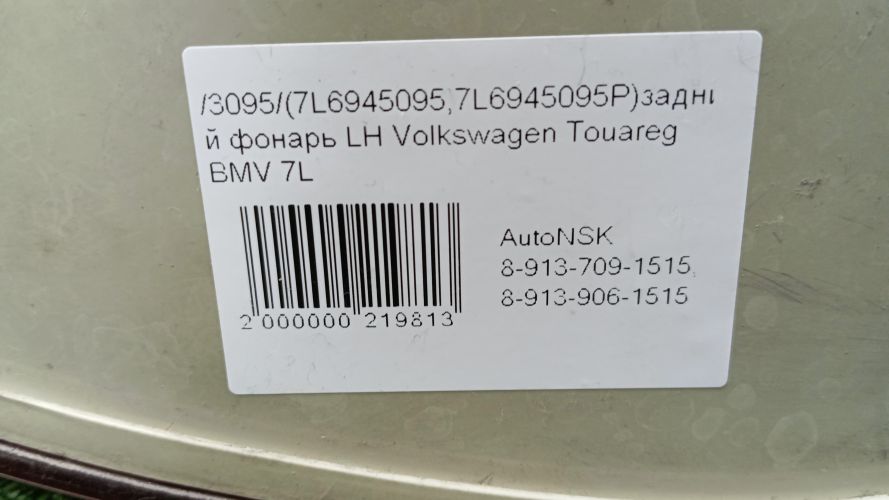 /3095/(7L6945095,7L6945095P)задни
й фонарь LH Volkswagen Touareg
BMV 7L
AutoNSK
8-913-709-1515,
8-913-906-1515
2 000000 219813